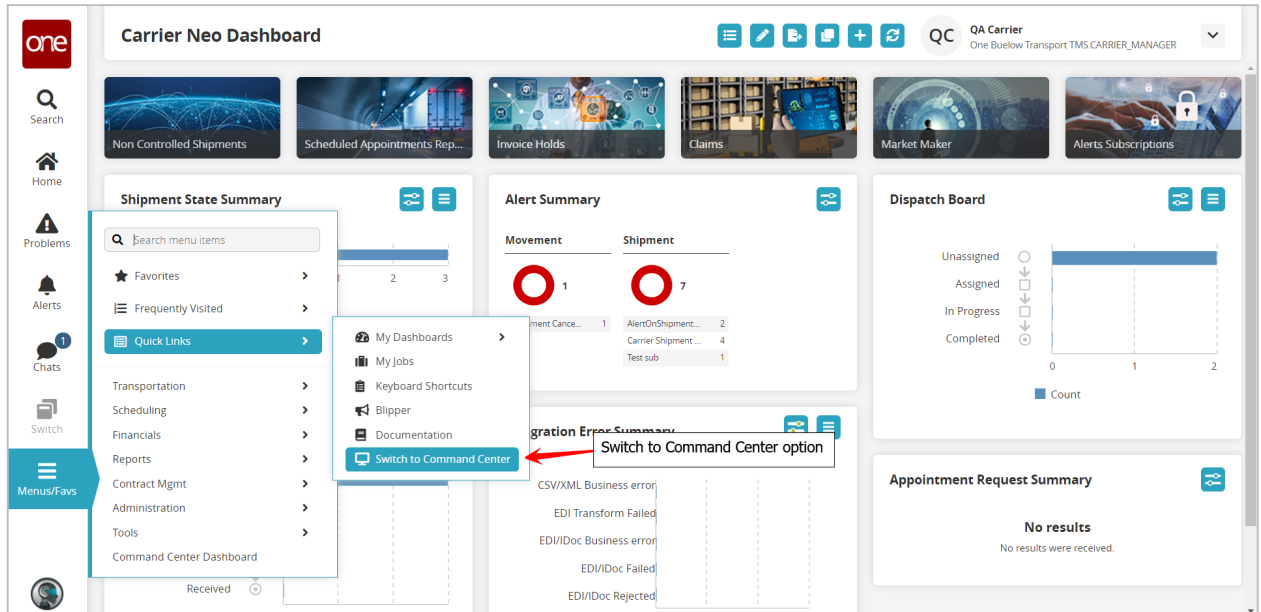 one
Carrier Neo Dashboard
QC
QA Carrier
One Buelow Transport TMS.CARRIER_MANAGER
Search
Home
Problems
Alerts
1
Chats
Switch
Menus/Favs
Non Controlled Shipments
Scheduled Appointments Rep...
Invoice Holds
Claims
Market Maker
Alerts Subscriptions
Shipment State Summary
1 2 3
Received
Search menu items
Favorites
Frequently Visited
Quick Links
Transportation
Scheduling
Financials
Reports
Contract Mgmt
Administration
Tools
Command Center Dashboard
My Dashboards
My Jobs
Keyboard Shortcuts
Blipper
Documentation
Switch to Command Center
Switch to Command Center option
Alert Summary
Movement Shipment
1 7
ment Cance... 1
AlertOnShipment... 2
Carrier Shipment ... 4
Test sub 1
gration Error Summary
CSV/XML Business error
EDI Transform Failed
EDI/IDoc Business error
EDI/IDoc Failed
EDI/IDoc Rejected
Dispatch Board
Unassigned
Assigned
In Progress
Completed
0 1 2
Count
Appointment Request Summary
No results
No results were received.